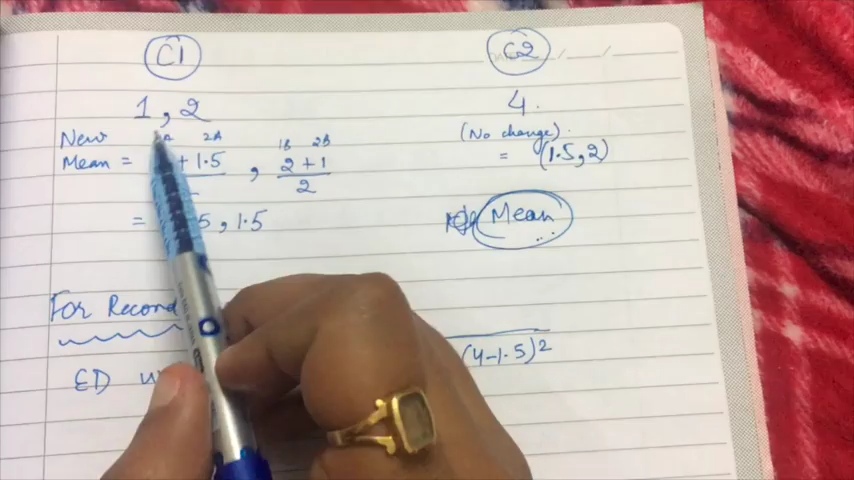 C1 C2
1, 2 4.
New 2A 1B 2B (No change).
Mean = + 1.5 , 2 + 1 = (1.5, 2)
2
= 5, 1.5 Mean
For Record
(4-1.5)2
ED